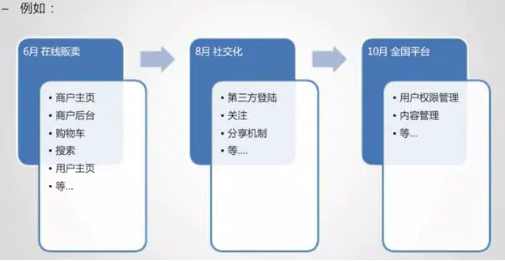 – 例如：
6月 在线贩卖
• 商户主页
• 商户后台
• 购物车
• 搜索
• 用户主页
• 等...
8月 社交化
• 第三方登陆
• 关注
• 分享机制
• 等....
10月 全国平台
• 用户权限管理
• 内容管理
• 等...